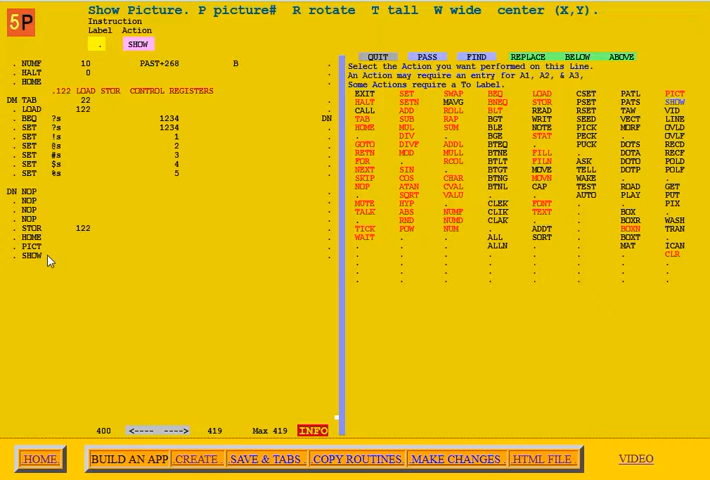 Show Picture. P picture# R rotate T tall W wide center (X,Y).
5P
Instruction
Label Action
. SHOW
QUIT PASS FIND REPLACE BELOW ABOVE
Select the Action you want performed on this Line.
An Action may require an entry for A1, A2, & A3,
Some Actions require a To Label.
. NUMF 10 PAST+268 B .
. HALT 0 .
. HOME .
.122 LOAD STOR CONTROL REGISTERS
DM TAB 22 .
. LOAD 122 .
. BEQ ?s 1234 DN
. SET ?s 1234 .
. SET !s 1 .
. SET @s 2 .
. SET #s 3 .
. SET $s 4 .
. SET %s 5 .
DN NOP .
. NOP .
. NOP .
. NOP .
. STOR 122 .
. HOME .
. PICT .
. SHOW .
EXIT SET SWAP BEQ LOAD CSET PATL PICT
HALT SETN MAVG BNEQ STOR PSET PATS SHOW
CALL ADD ROLL BLT READ RSET TAW VID
TAB SUB RAP BGT WRIT SEED VECT LINE
HOME MUL SUM BLE NOTE PICK MORF OVLD
. DIV . BGE STAT PECK . OVLF
GOTO DIVF ADDL BTEQ . PUCK DOTS RECD
RETN MOD MULL BTNE FILL . DOTA RECF
FOR . RCOL BTLT FILN ASK DOTO POLD
NEXT SIN . BTGT MOVE TELL DOTP POLF
SKIP COS CHAR BTNG MOVN WAKE . .
NOP ATAN CVAL BTNL CAP TEST ROAD GET
. SQRT VALU . . AUTO PLAY PUT
MUTE HYP . CLEK FONT . . PIX
TALK ABS NUMF CLIK TEXT . BOX .
. RND NUMD CLAK . . BOXR WASH
TICK POW NUM . ADDT . BOXN TRAN
WAIT . . ALL SORT . BOXT .
. . . ALLN . . MAT ICAN
. . . . . . . CLR
. . . . . . . .
. . . . . . . .
. . . . . . . .
400 <---- ----> 419 Max 419 INFO
HOME BUILD AN APP CREATE SAVE & TABS COPY ROUTINES MAKE CHANGES HTML FILE VIDEO